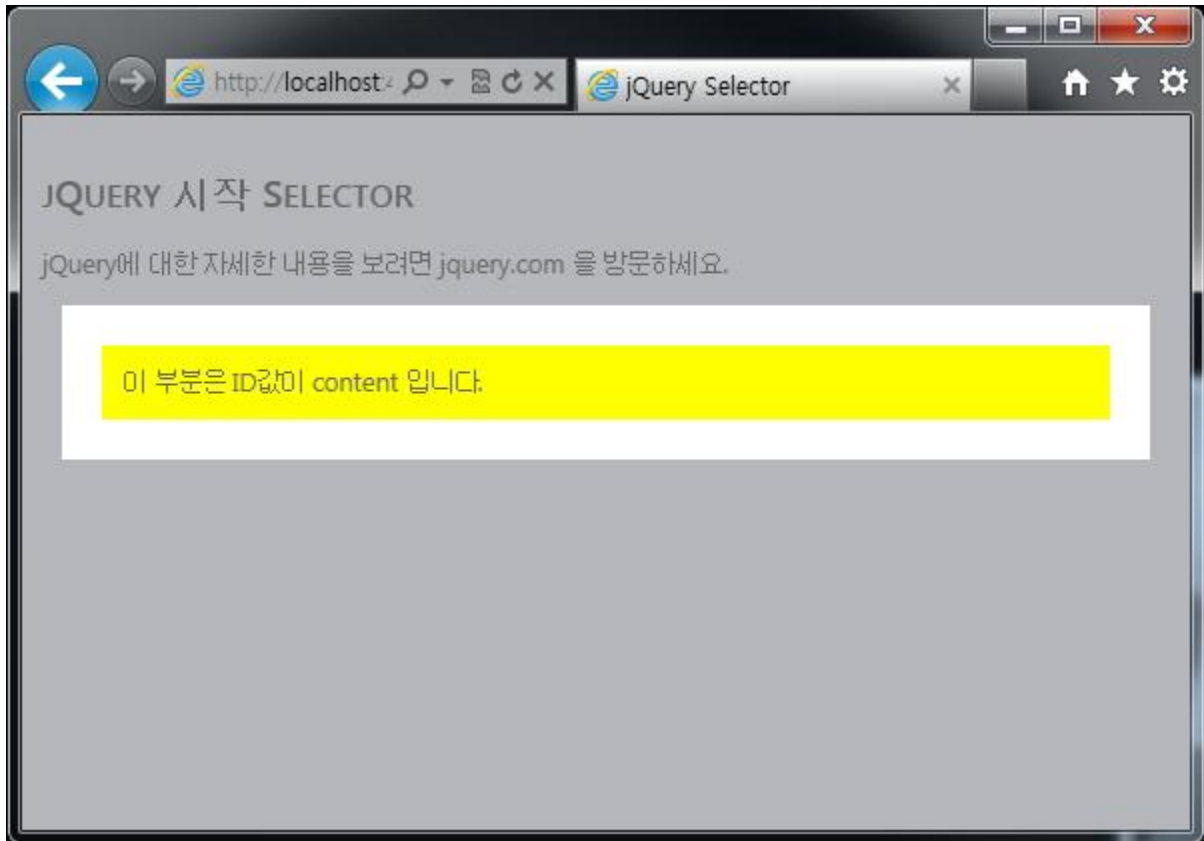 http://localhost:
jQuery Selector
JQUERY 시작 SELECTOR
jQuery에 대한 자세한 내용을 보려면 jquery.com 을 방문하세요.
이 부분은 ID값이 content 입니다.